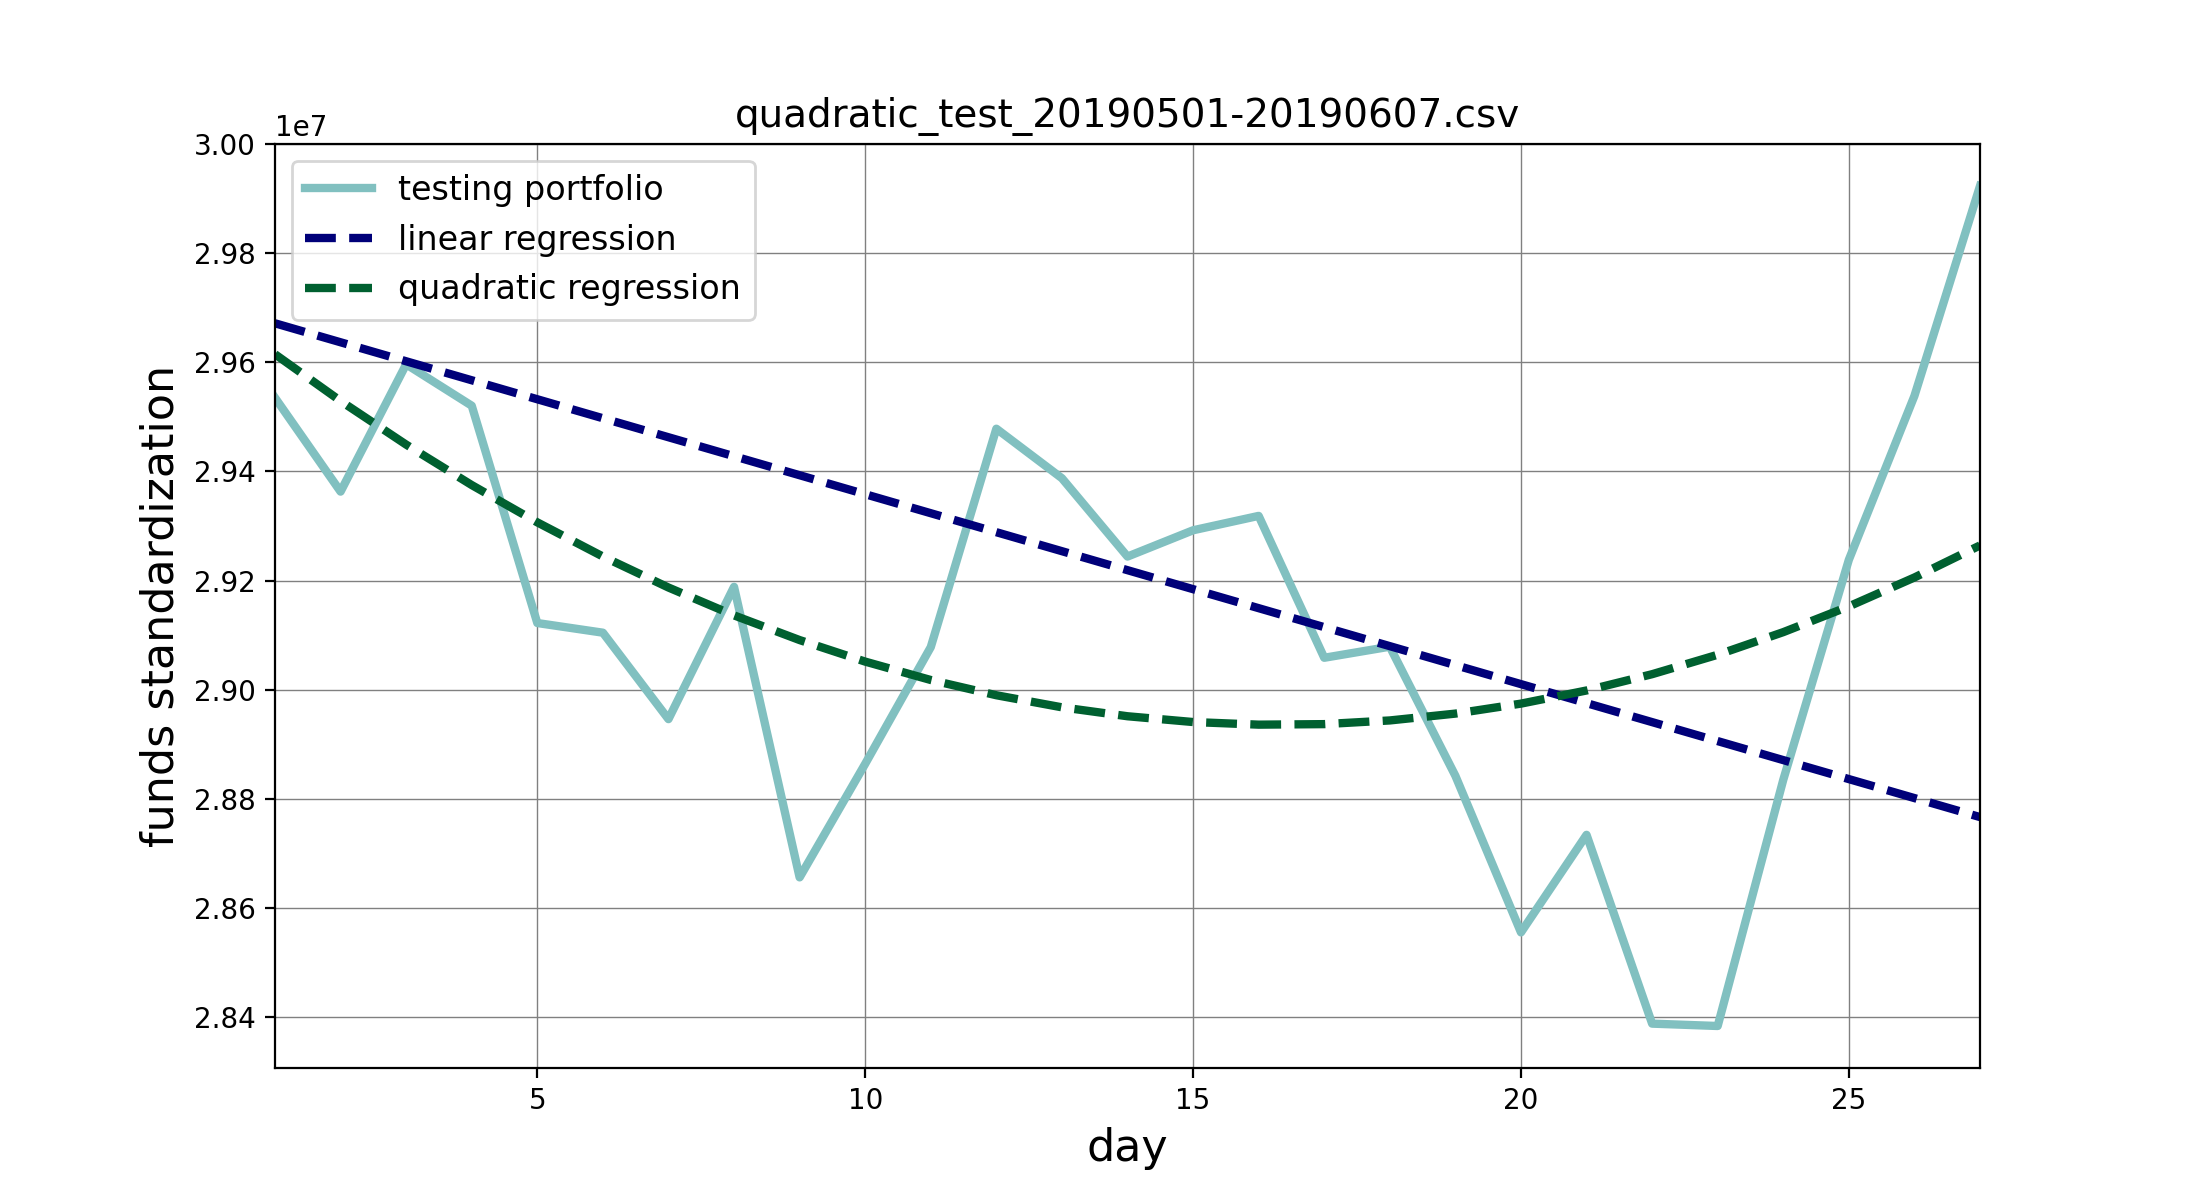 quadratic_test_20190501-20190607.csv
1e7
3.00
2.98
2.96
2.94
2.92
2.90
2.88
2.86
2.84
funds standardization
testing portfolio
linear regression
quadratic regression
5 10 15 20 25
day